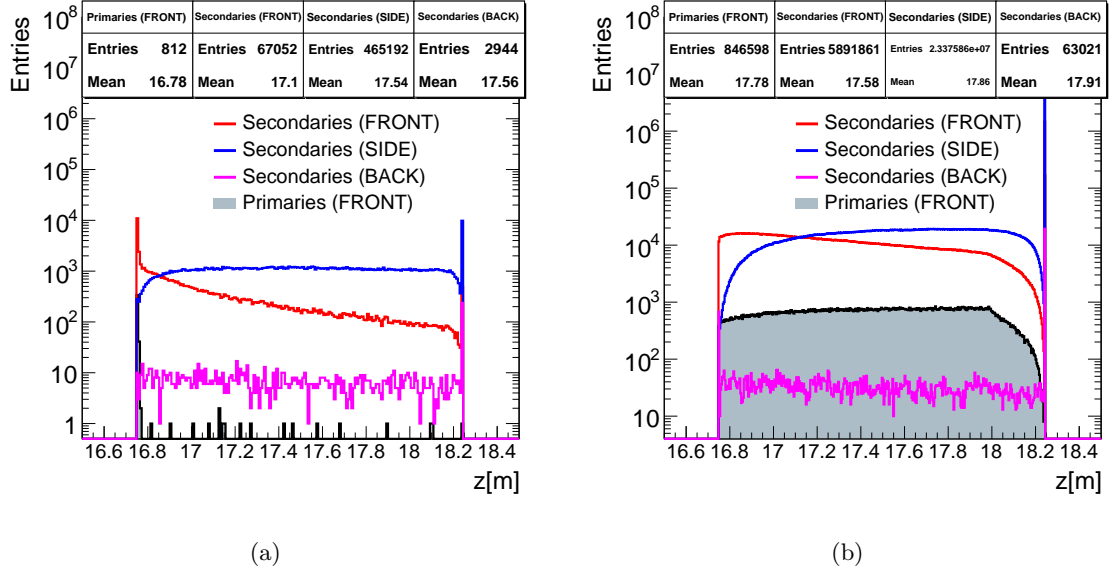 Primaries (FRONT) Secondaries (FRONT) Secondaries (SIDE) Secondaries (BACK)
Entries 812 Entries 67052 Entries 465192 Entries 2944
Mean 16.78 Mean 17.1 Mean 17.54 Mean 17.56
Entries
10^8
10^7
10^6
10^5
10^4
10^3
10^2
10
1
Secondaries (FRONT)
Secondaries (SIDE)
Secondaries (BACK)
Primaries (FRONT)
16.6 16.8 17 17.2 17.4 17.6 17.8 18 18.2 18.4
z[m]
(a)
Primaries (FRONT) Secondaries (FRONT) Secondaries (SIDE) Secondaries (BACK)
Entries 846598 Entries 5891861 Entries 2.337586e+07 Entries 63021
Mean 17.78 Mean 17.58 Mean 17.86 Mean 17.91
Entries
10^8
10^7
10^6
10^5
10^4
10^3
10^2
10
Secondaries (FRONT)
Secondaries (SIDE)
Secondaries (BACK)
Primaries (FRONT)
16.6 16.8 17 17.2 17.4 17.6 17.8 18 18.2 18.4
z[m]
(b)